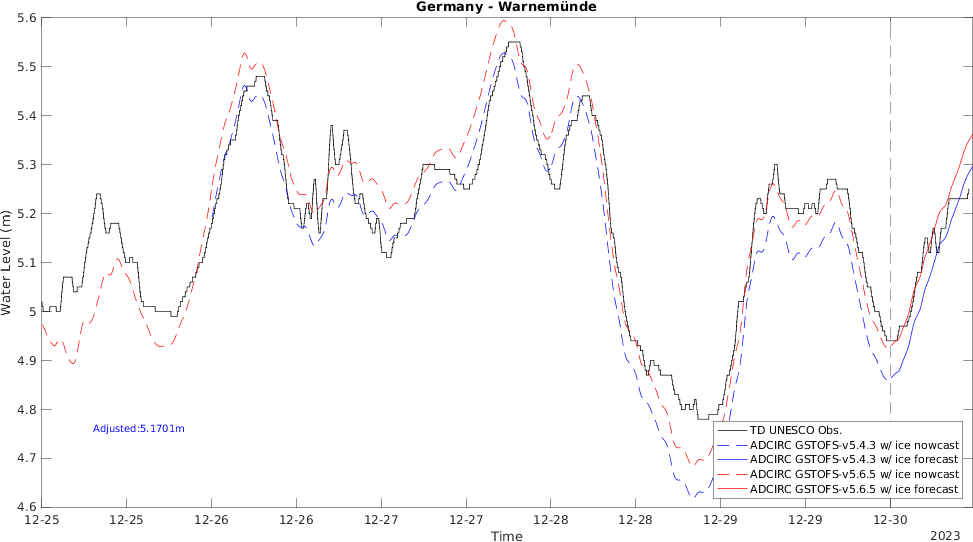 Germany - Warnemünde
Water Level (m)
5.6
5.5
5.4
5.3
5.2
5.1
5
4.9
4.8
4.7
4.6
Adjusted:5.1701m
TD UNESCO Obs.
ADCIRC GSTOFS-v5.4.3 w/ ice nowcast
ADCIRC GSTOFS-v5.4.3 w/ ice forecast
ADCIRC GSTOFS-v5.6.5 w/ ice nowcast
ADCIRC GSTOFS-v5.6.5 w/ ice forecast
12-25 12-25 12-26 12-26 12-27 12-27 12-28 12-28 12-29 12-29 12-30
Time
2023